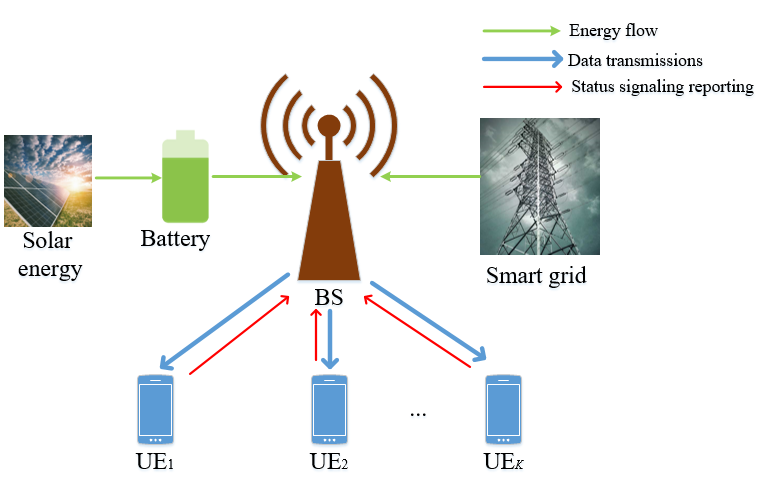 Energy flow
Data transmissions
Status signaling reporting
Solar
energy
Battery
BS
Smart grid
...
UE1
UE2
UEK